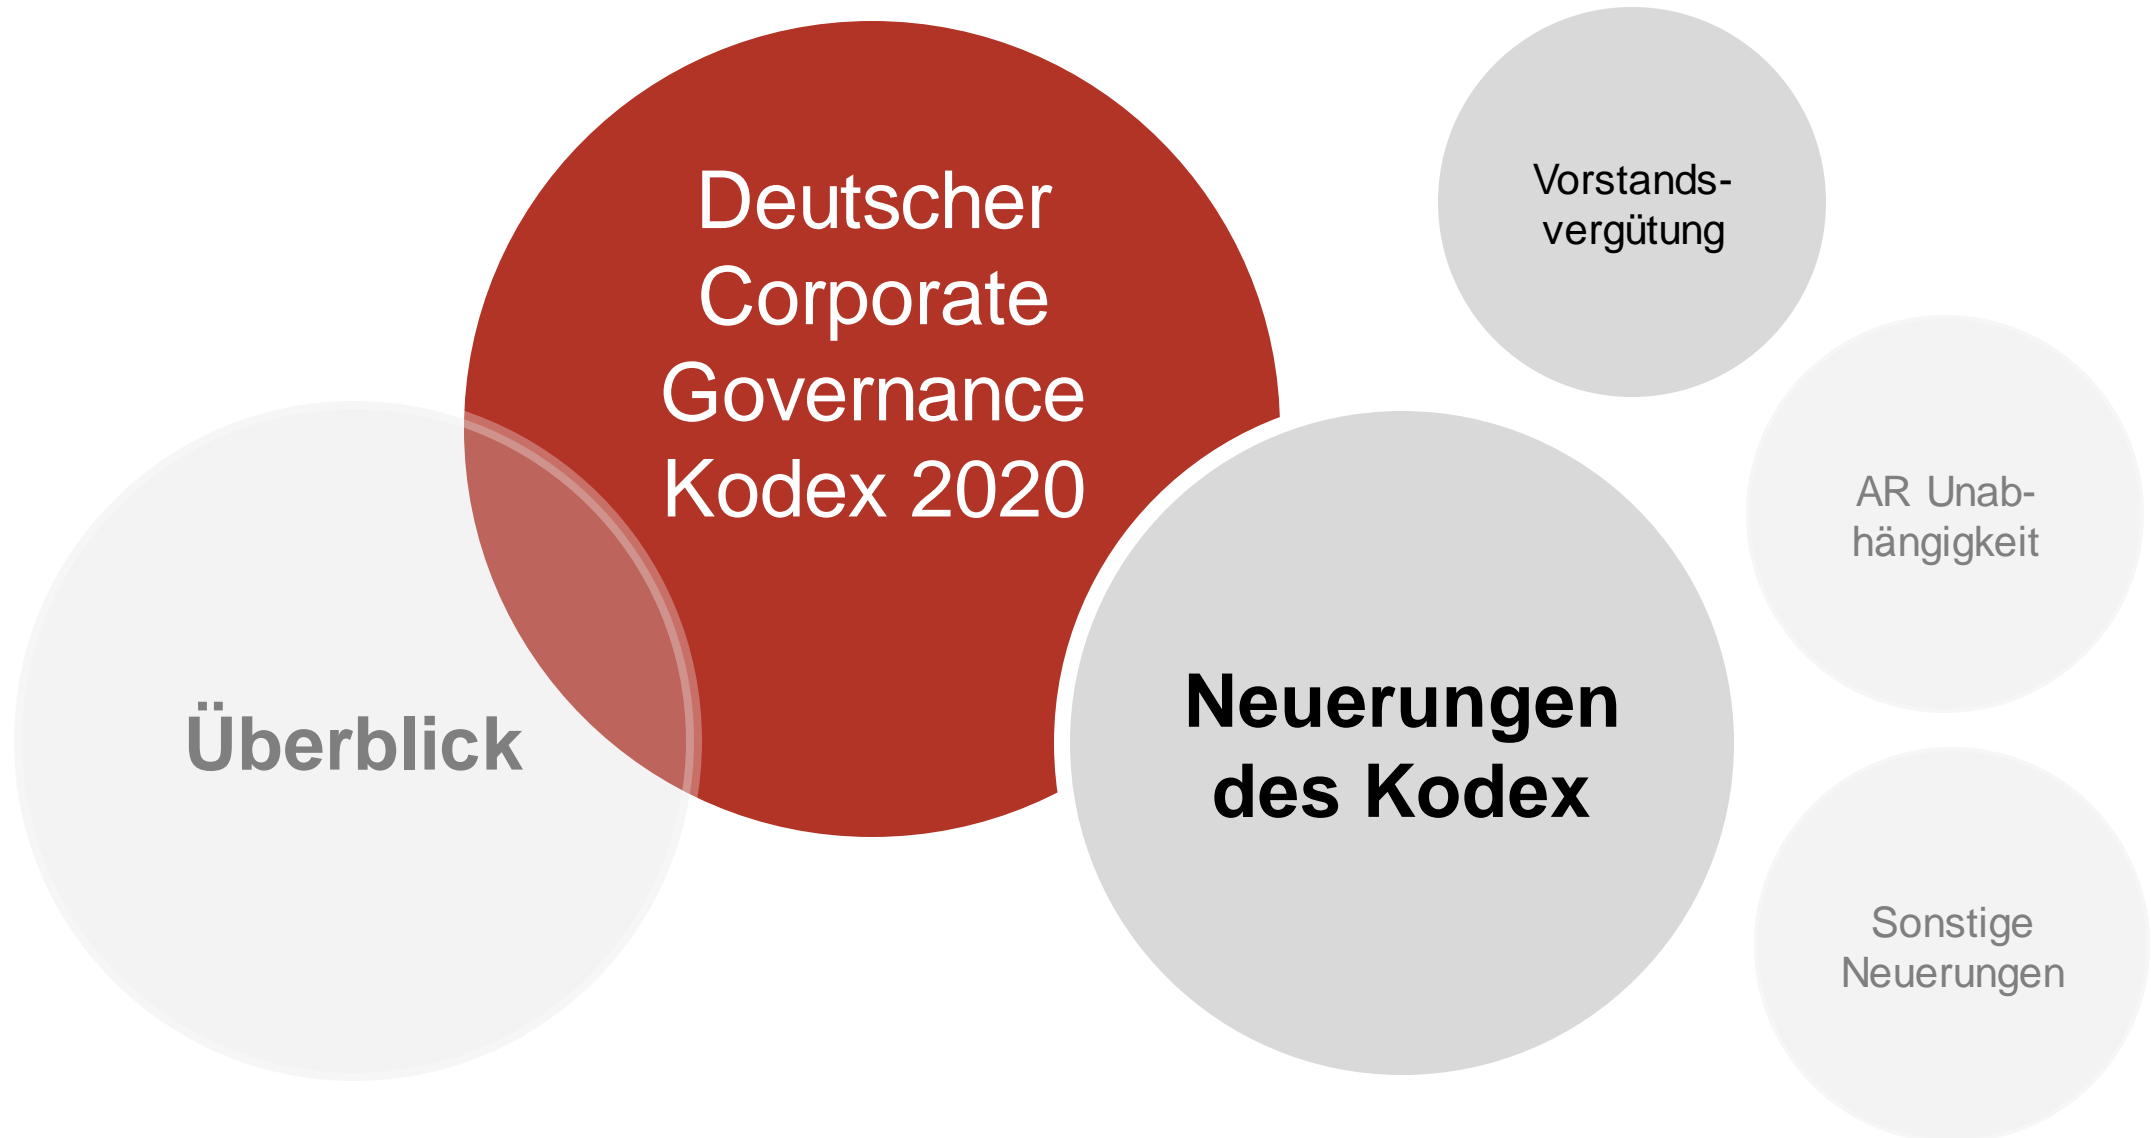 Deutscher
Corporate
Governance
Kodex 2020
Überblick
Neuerungen
des Kodex
Vorstands-
vergütung
AR Unab-
hängigkeit
Sonstige
Neuerungen